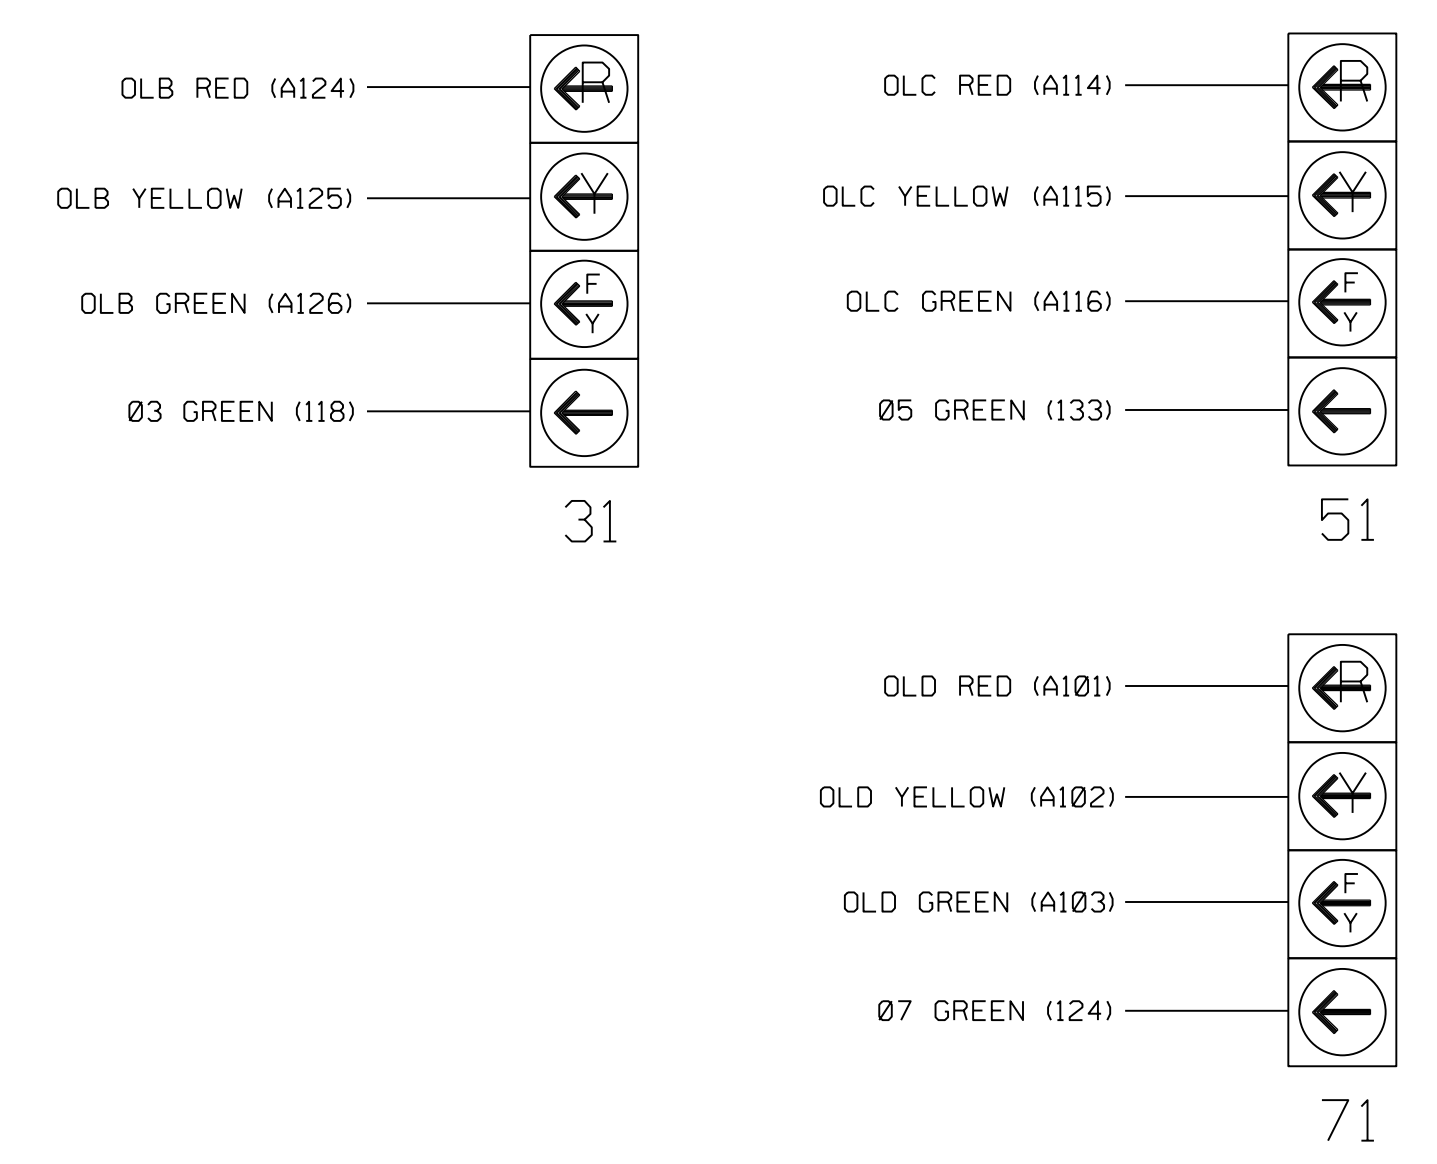 OLB RED (A124)
R
OLB YELLOW (A125)
Y
OLB GREEN (A126)
F
Y
Ø3 GREEN (118)
31
OLC RED (A114)
R
OLC YELLOW (A115)
Y
OLC GREEN (A116)
F
Y
Ø5 GREEN (133)
51
OLD RED (A1Ø1)
R
OLD YELLOW (A1Ø2)
Y
OLD GREEN (A1Ø3)
F
Y
Ø7 GREEN (124)
71